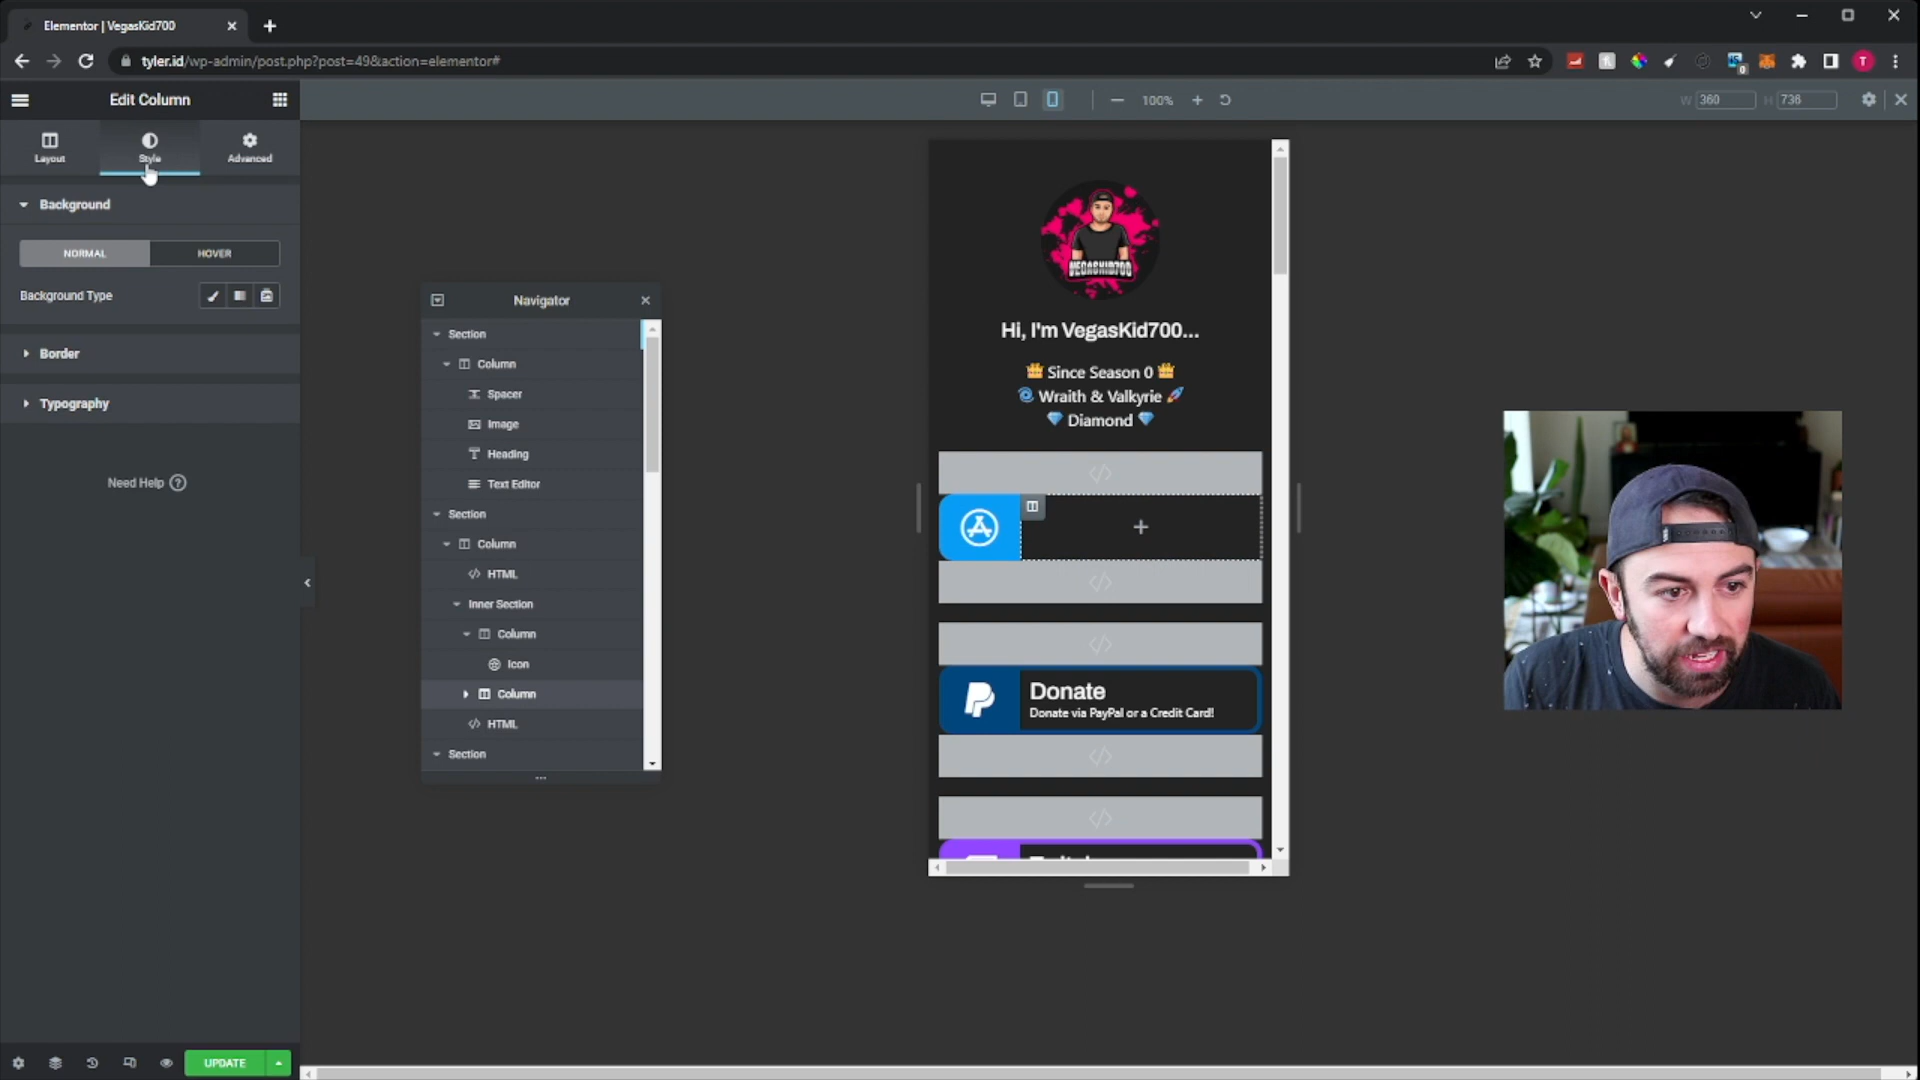 Elementor | VegasKid700
tyler.id/wp-admin/post.php?post=49&action=elementor#
0
T
Edit Column
100%
W 360
H 736
Layout
Style
Advanced
Background
NORMAL
HOVER
Background Type
Border
Typography
Need Help ?
Navigator
Section
Column
Spacer
Image
Heading
Text Editor
Section
Column
HTML
Inner Section
Column
Icon
Column
HTML
Section
VEGASKID700
Hi, I'm VegasKid700...
👑 Since Season 0 👑
🌀 Wraith & Valkyrie 🚀
💎 Diamond 💎
Donate
Donate via PayPal or a Credit Card!
UPDATE